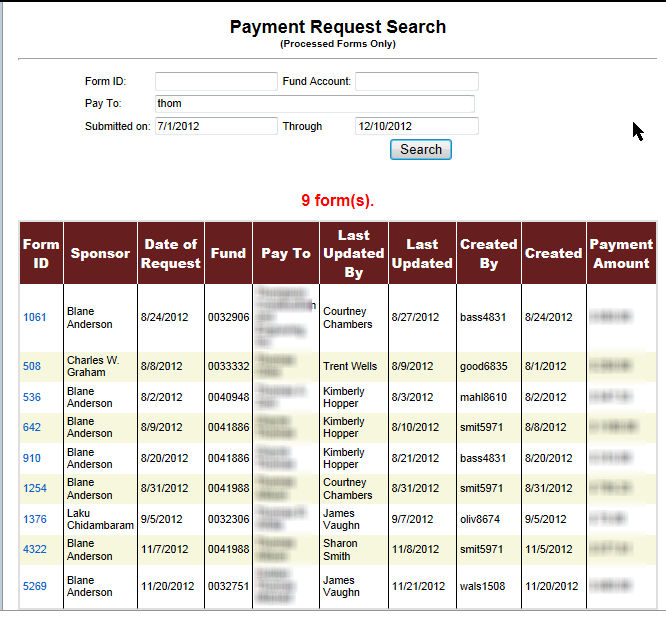 Payment Request Search
(Processed Forms Only)
Form ID: Fund Account:
Pay To: thom
Submitted on: 7/1/2012 Through 12/10/2012
Search
9 form(s).
Form ID Sponsor Date of Request Fund Pay To Last Updated By Last Updated Created By Created Payment Amount
1061 Blane Anderson 8/24/2012 0032906 Courtney Chambers 8/27/2012 bass4831 8/24/2012
508 Charles W. Graham 8/8/2012 0033332 Trent Wells 8/9/2012 good6835 8/1/2012
536 Blane Anderson 8/2/2012 0040948 Kimberly Hopper 8/3/2012 mahl8610 8/2/2012
642 Blane Anderson 8/9/2012 0041886 Kimberly Hopper 8/10/2012 smit5971 8/8/2012
910 Blane Anderson 8/20/2012 0041886 Kimberly Hopper 8/21/2012 bass4831 8/20/2012
1254 Blane Anderson 8/31/2012 0041988 Courtney Chambers 8/31/2012 smit5971 8/31/2012
1376 Laku Chidambaram 9/5/2012 0032306 James Vaughn 9/7/2012 oliv8674 9/5/2012
4322 Blane Anderson 11/7/2012 0041988 Sharon Smith 11/8/2012 smit5971 11/5/2012
5269 Blane Anderson 11/20/2012 0032751 James Vaughn 11/21/2012 wals1508 11/20/2012